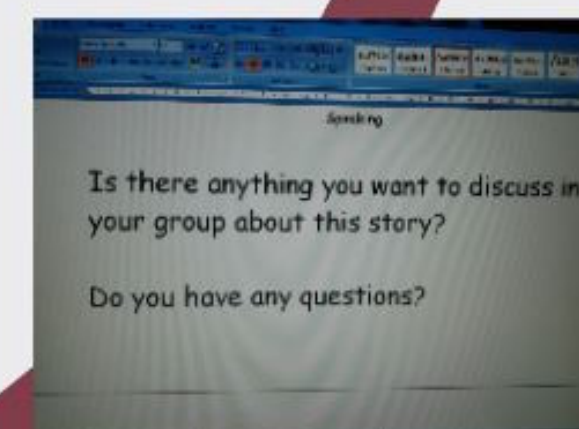 Speaking
Is there anything you want to discuss in
your group about this story?
Do you have any questions?